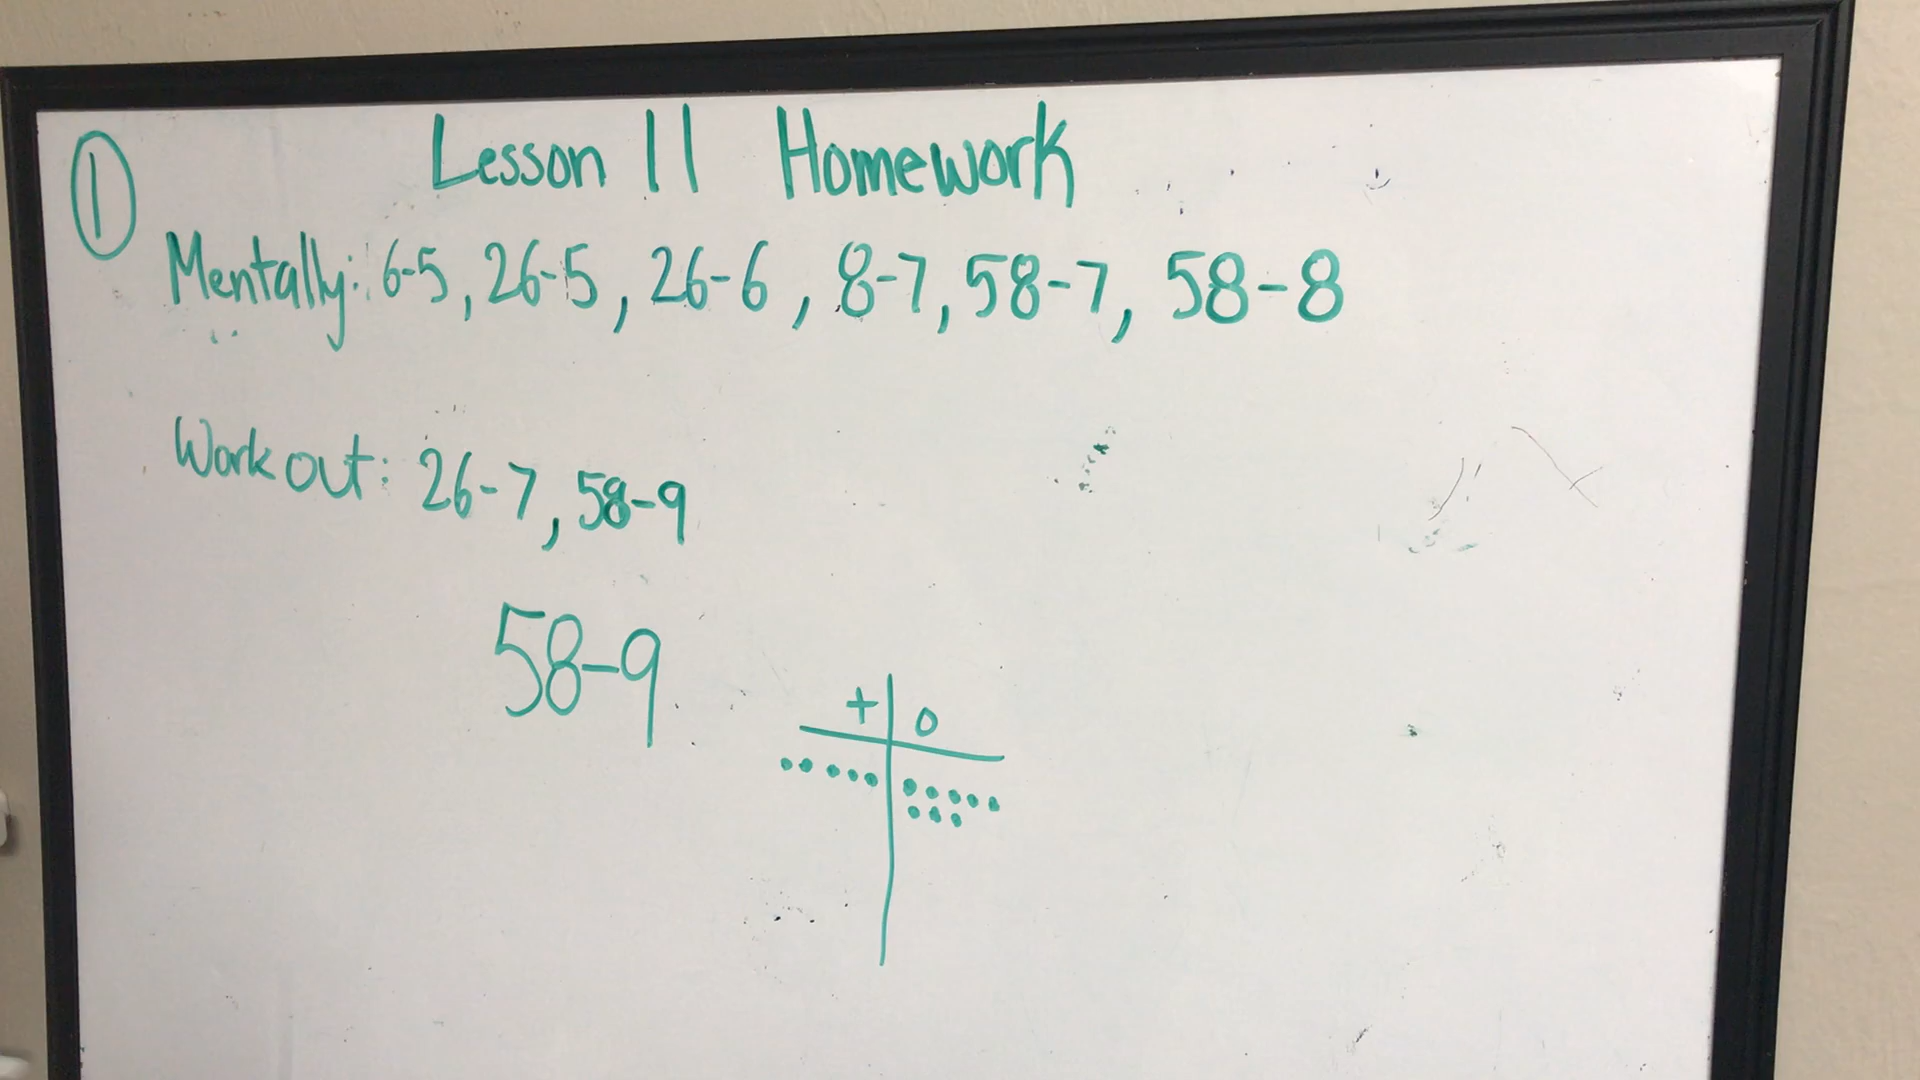 Lesson 11 Homework
①
Mentally: 6-5, 26-5, 26-6, 8-7, 58-7, 58-8
Work out: 26-7, 58-9
58-9
+ 0